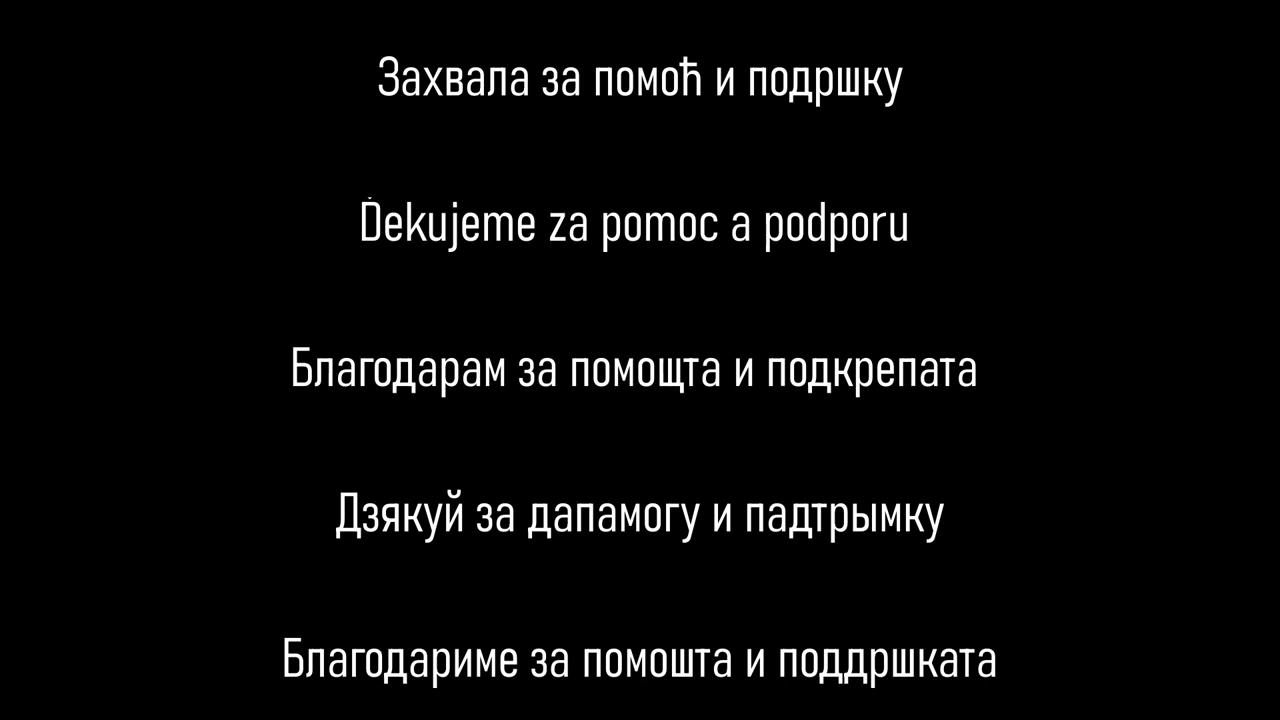 Захвала за помоћ и подршку
Ďekujeme za pomoc a podporu
Благодарам за помощта и подкрепата
Дзякуй за дапамогу и падтрымку
Благодариме за помошта и поддршката